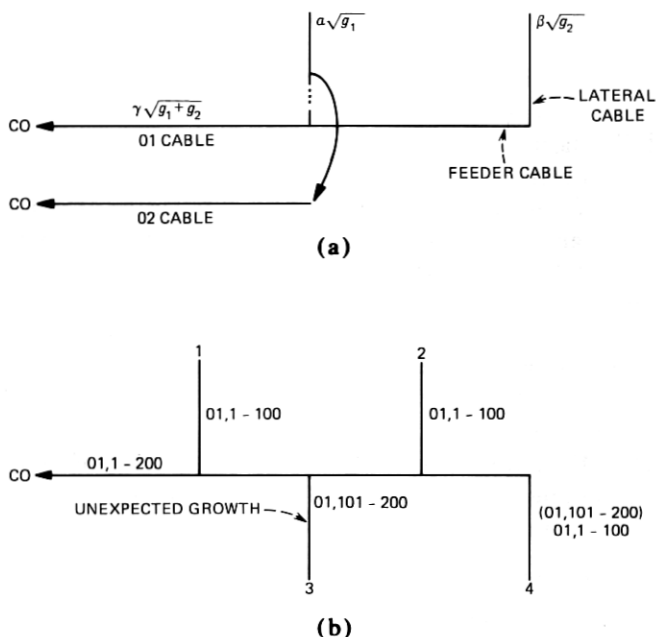 α√g₁
β√g₂
LATERAL
CABLE
γ√g₁ + g₂
CO
01 CABLE
FEEDER CABLE
CO
02 CABLE
(a)
1
2
01,1 – 100
01,1 – 100
01,1 – 200
CO
UNEXPECTED GROWTH
01,101 – 200
(01,101 – 200)
01,1 – 100
3
4
(b)